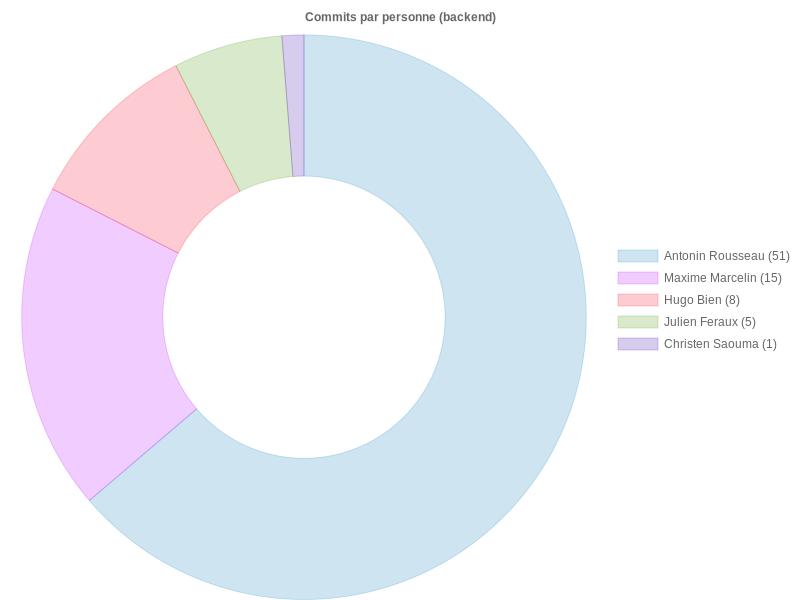 Commits par personne (backend)
Antonin Rousseau (51)
Maxime Marcelin (15)
Hugo Bien (8)
Julien Feraux (5)
Christen Saouma (1)